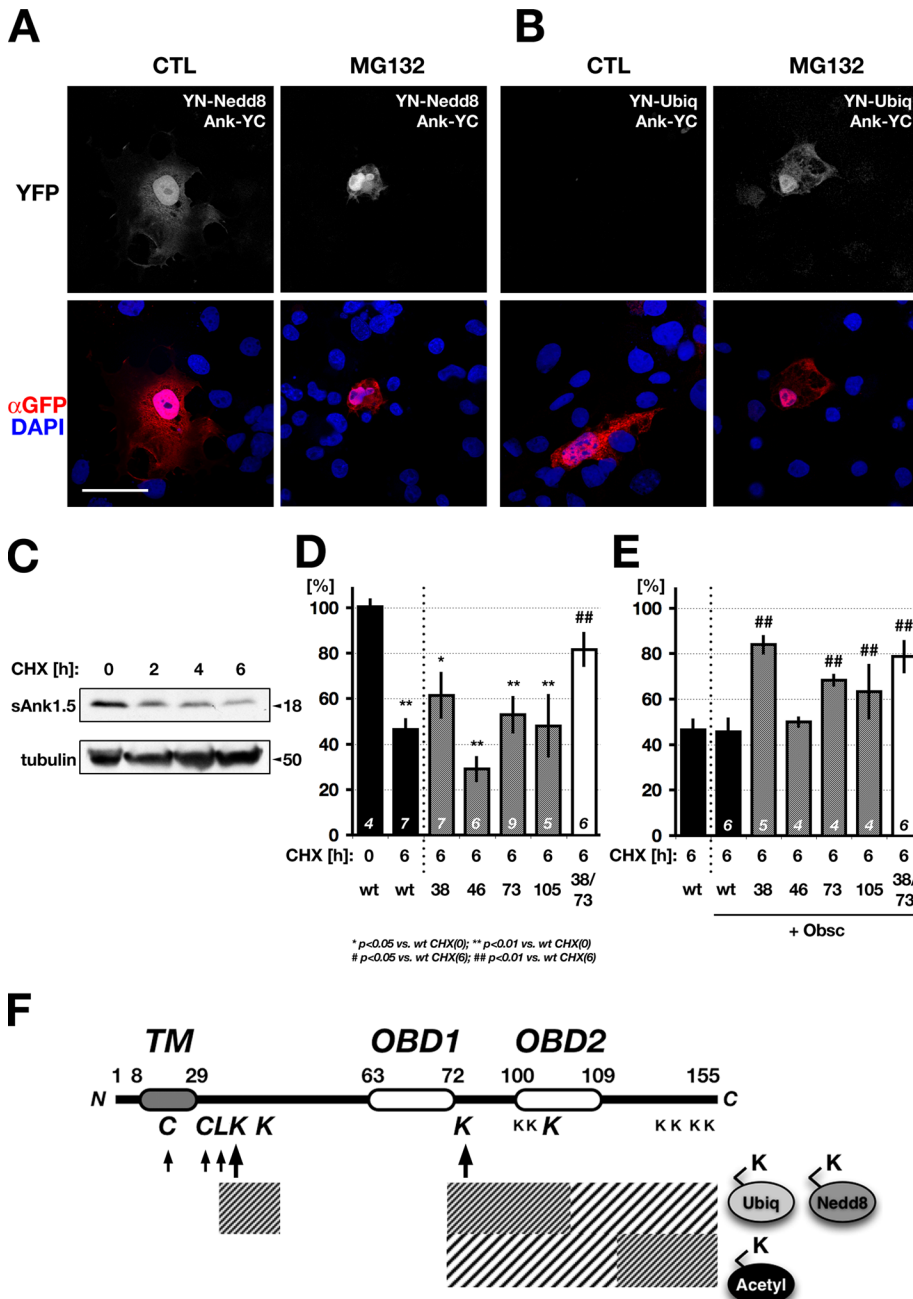 A
B
CTL
MG132
CTL
MG132
YN-Nedd8
Ank-YC
YN-Nedd8
Ank-YC
YN-Ubiq
Ank-YC
YN-Ubiq
Ank-YC
YFP
αGFP
DAPI
C
CHX [h]: 0 2 4 6
sAnk1.5 18
tubulin 50
D
[%]
100
80
60
40
20
0
** * ** ** ** ##
4 7 7 6 9 5 6
CHX [h]: 0 6 6 6 6 6 6
wt wt 38 46 73 105 38/
73
* p<0.05 vs. wt CHX(0); ** p<0.01 vs. wt CHX(0)
# p<0.05 vs. wt CHX(6); ## p<0.01 vs. wt CHX(6)
E
[%]
100
80
60
40
20
0
## ## ## ##
6 5 4 4 4 6
CHX [h]: 6 6 6 6 6 6 6
wt wt 38 46 73 105 38/
73
+ Obsc
F
TM OBD1 OBD2
1 8 29 63 72 100 109 155
N C
C CLK K K K K K K K K K
K K
Ubiq Nedd8
K
Acetyl